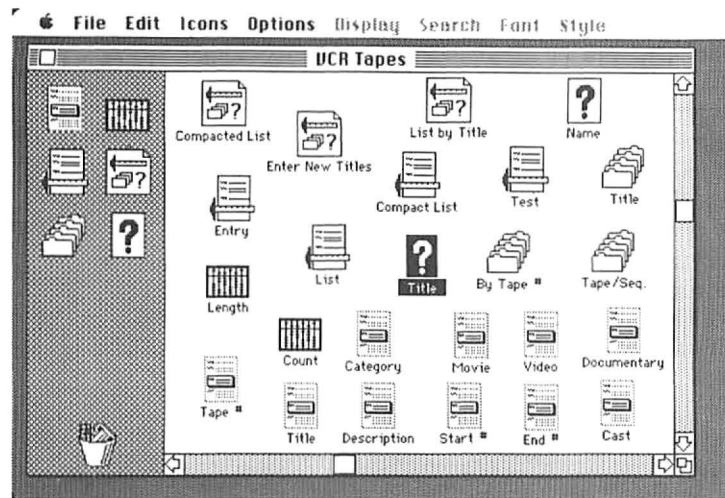 File Edit Icons Options Display Search Font Style
VCR Tapes
Compacted List
Enter New Titles
List by Title
Name
Entry
Compact List
Test
Title
Length
List
Title
By Tape #
Tape/Seq.
Count
Category
Movie
Video
Documentary
Tape #
Title
Description
Start #
End #
Cast